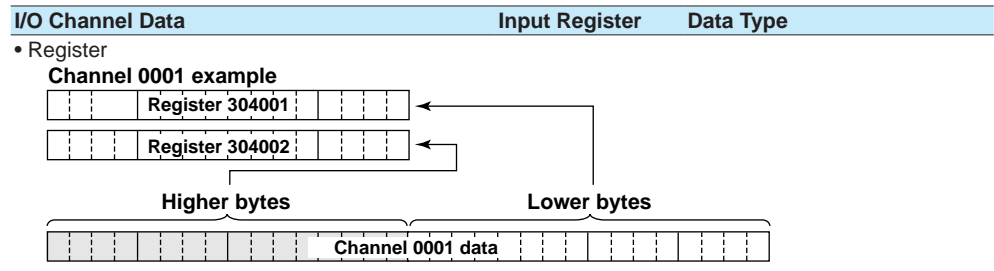 I/O Channel Data Input Register Data Type
• Register
Channel 0001 example
Register 304001
Register 304002
Higher bytes Lower bytes
Channel 0001 data